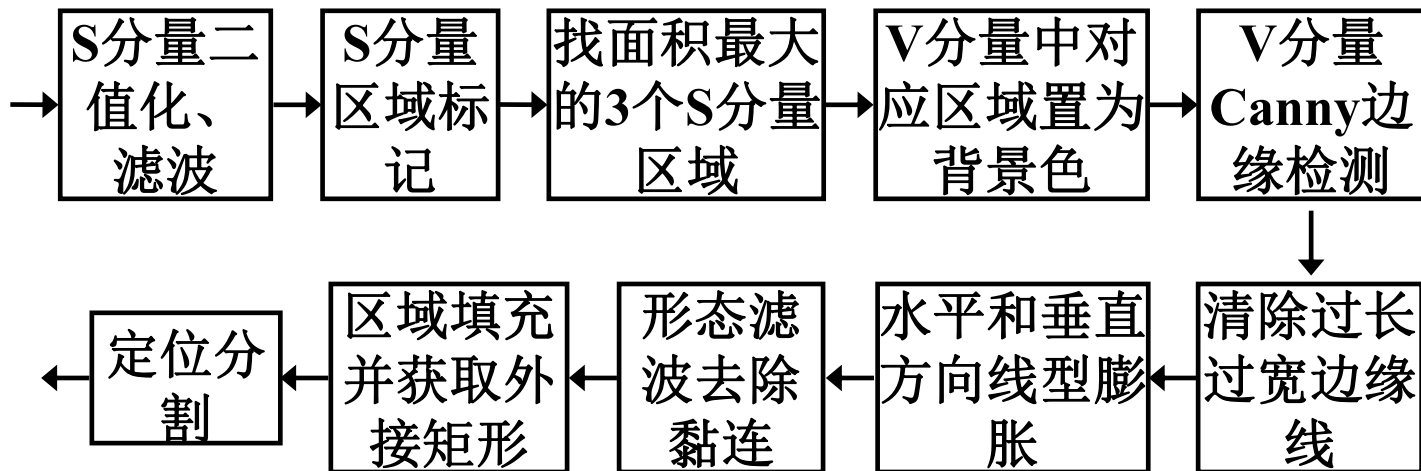 S分量二
值化、
滤波
S分量
区域标
记
找面积最大
的3个S分量
区域
V分量中对
应区域置为
背景色
V分量
Canny边
缘检测
清除过长
过宽边缘
线
水平和垂直
方向线型膨
胀
形态滤
波去除
黏连
区域填充
并获取外
接矩形
定位分
割